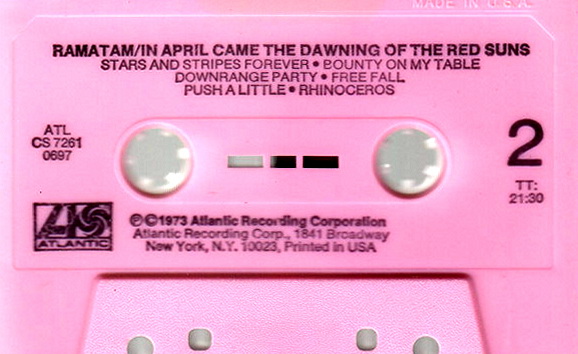 MADE IN U.S.A.
RAMATAM/IN APRIL CAME THE DAWNING OF THE RED SUNS
STARS AND STRIPES FOREVER • BOUNTY ON MY TABLE
DOWNRANGE PARTY • FREE FALL
PUSH A LITTLE • RHINOCEROS
ATL
CS 7261
0697
2
TT:
21:30
ATLANTIC
℗©1973 Atlantic Recording Corporation
Atlantic Recording Corp., 1841 Broadway
New York, N.Y. 10023, Printed in USA